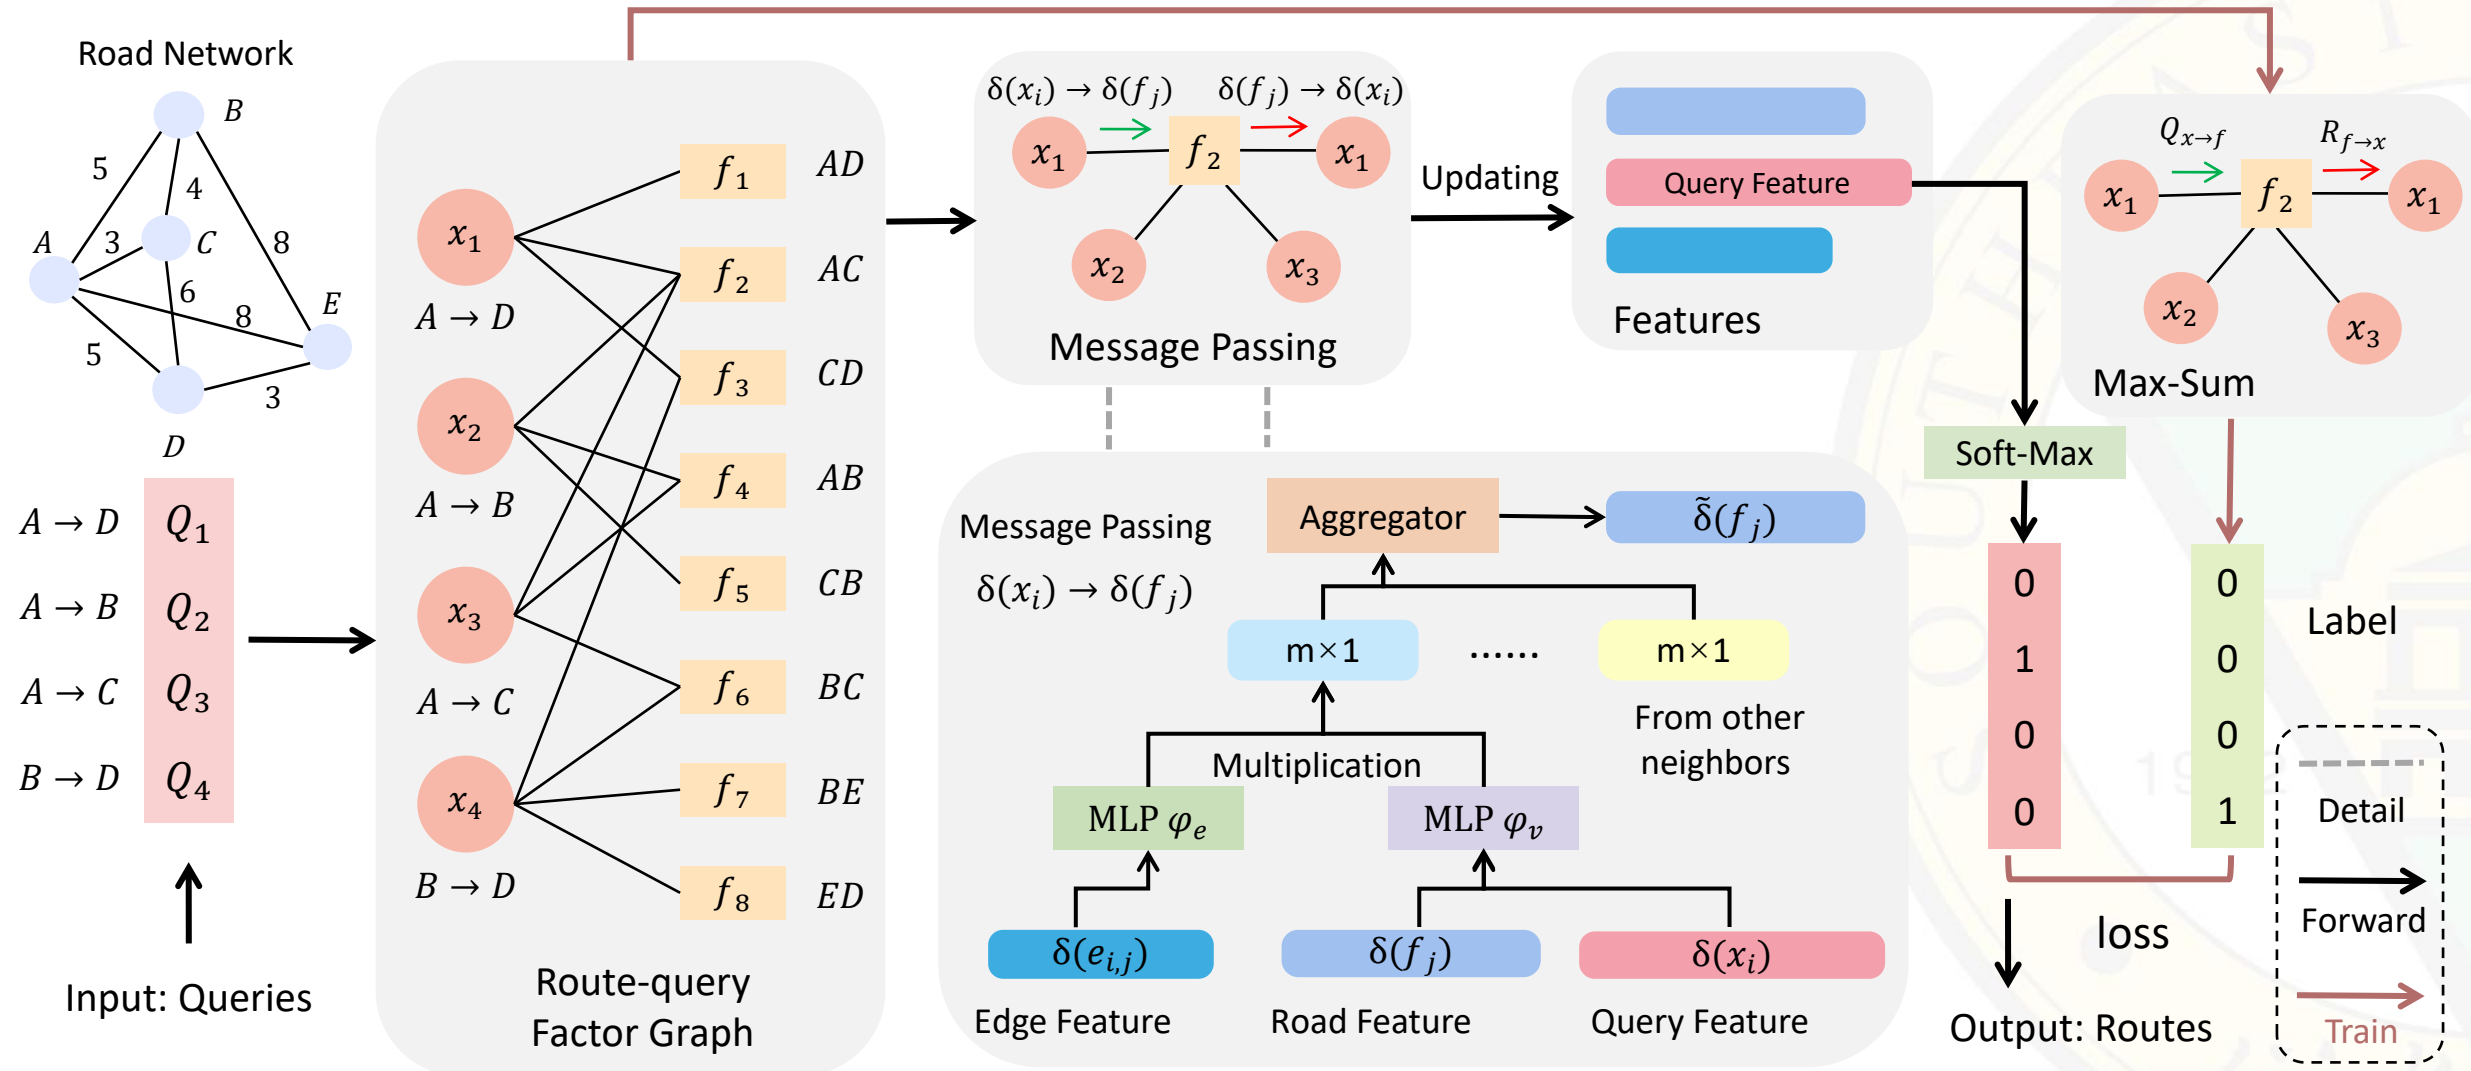 Road Network
B
5
4
A
3
C
8
6
8
E
5
3
D
A → D
Q₁
A → B
Q₂
A → C
Q₃
B → D
Q₄
Input: Queries
x₁
A → D
x₂
A → B
x₃
A → C
x₄
B → D
f₁ AD
f₂ AC
f₃ CD
f₄ AB
f₅ CB
f₆ BC
f₇ BE
f₈ ED
Route-query
Factor Graph
δ(xᵢ) → δ(fⱼ) δ(fⱼ) → δ(xᵢ)
x₁ f₂ x₁
x₂ x₃
Message Passing
Updating
Query Feature
Features
Message Passing
δ(xᵢ) → δ(fⱼ)
Aggregator
δ̃(fⱼ)
m×1 ...... m×1
From other
neighbors
Multiplication
MLP φₑ MLP φᵥ
δ(eᵢ,ⱼ) δ(fⱼ) δ(xᵢ)
Edge Feature Road Feature Query Feature
Q_{x→f} R_{f→x}
x₁ f₂ x₁
x₂ x₃
Max-Sum
Soft-Max
0
1
0
0
0
0
0
1
Label
loss
Output: Routes
Detail
Forward
Train